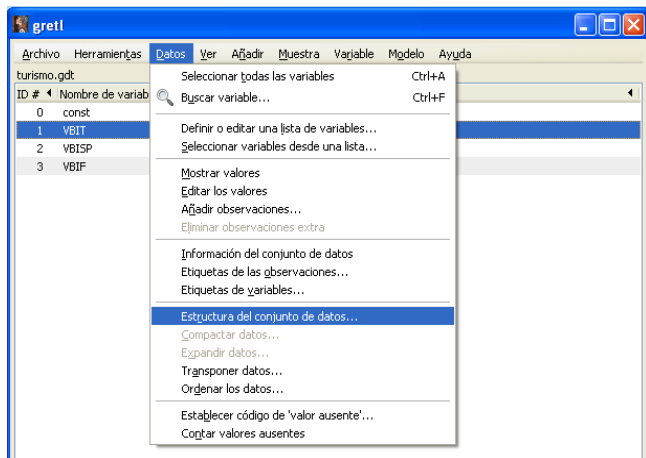 gretl
Archivo Herramientas Datos Ver Añadir Muestra Variable Modelo Ayuda
turismo.gdt
ID # Nombre de variab
0 const
1 VBIT
2 VBISP
3 VBIF
Seleccionar todas las variables Ctrl+A
Buscar variable... Ctrl+F
Definir o editar una lista de variables...
Seleccionar variables desde una lista...
Mostrar valores
Editar los valores
Añadir observaciones...
Eliminar observaciones extra
Información del conjunto de datos
Etiquetas de las observaciones...
Etiquetas de variables...
Estructura del conjunto de datos...
Compactar datos...
Expandir datos...
Transponer datos...
Ordenar los datos...
Establecer código de 'valor ausente'...
Contar valores ausentes